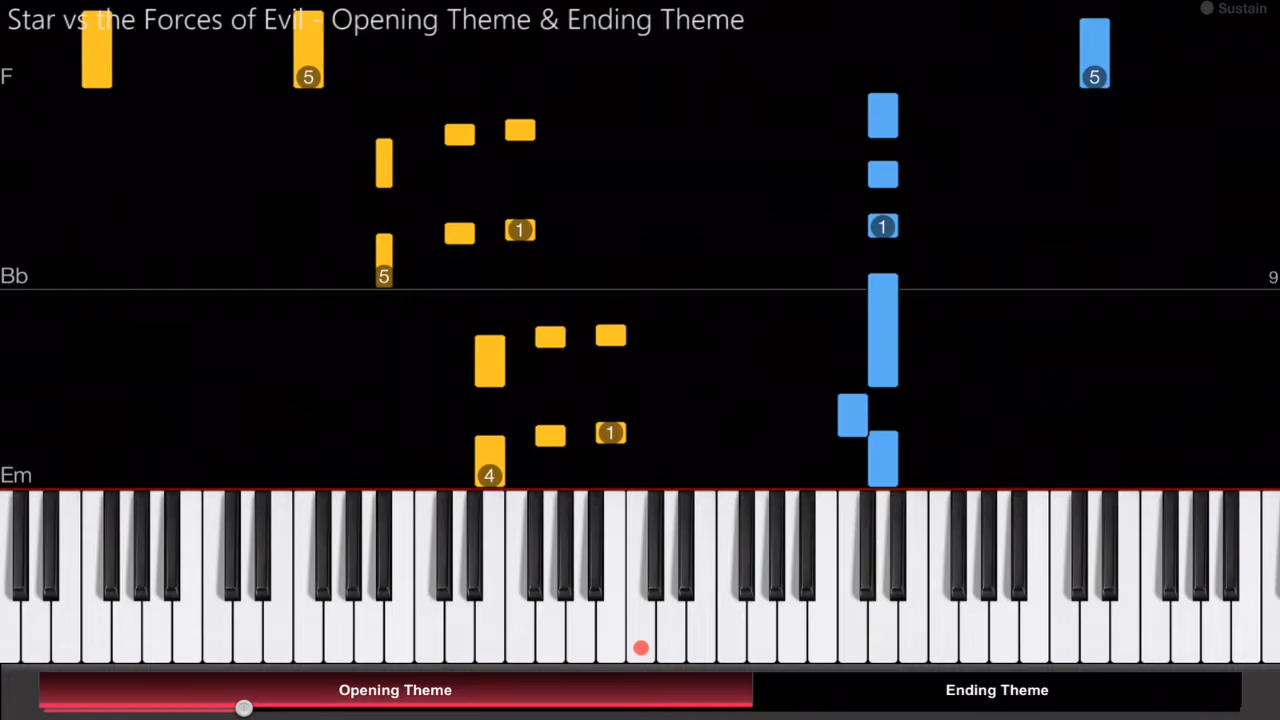 Star vs the Forces of Evil - Opening Theme & Ending Theme
Sustain
F
5
5
1
1
Bb
5
9
1
Em
4
Opening Theme
Ending Theme